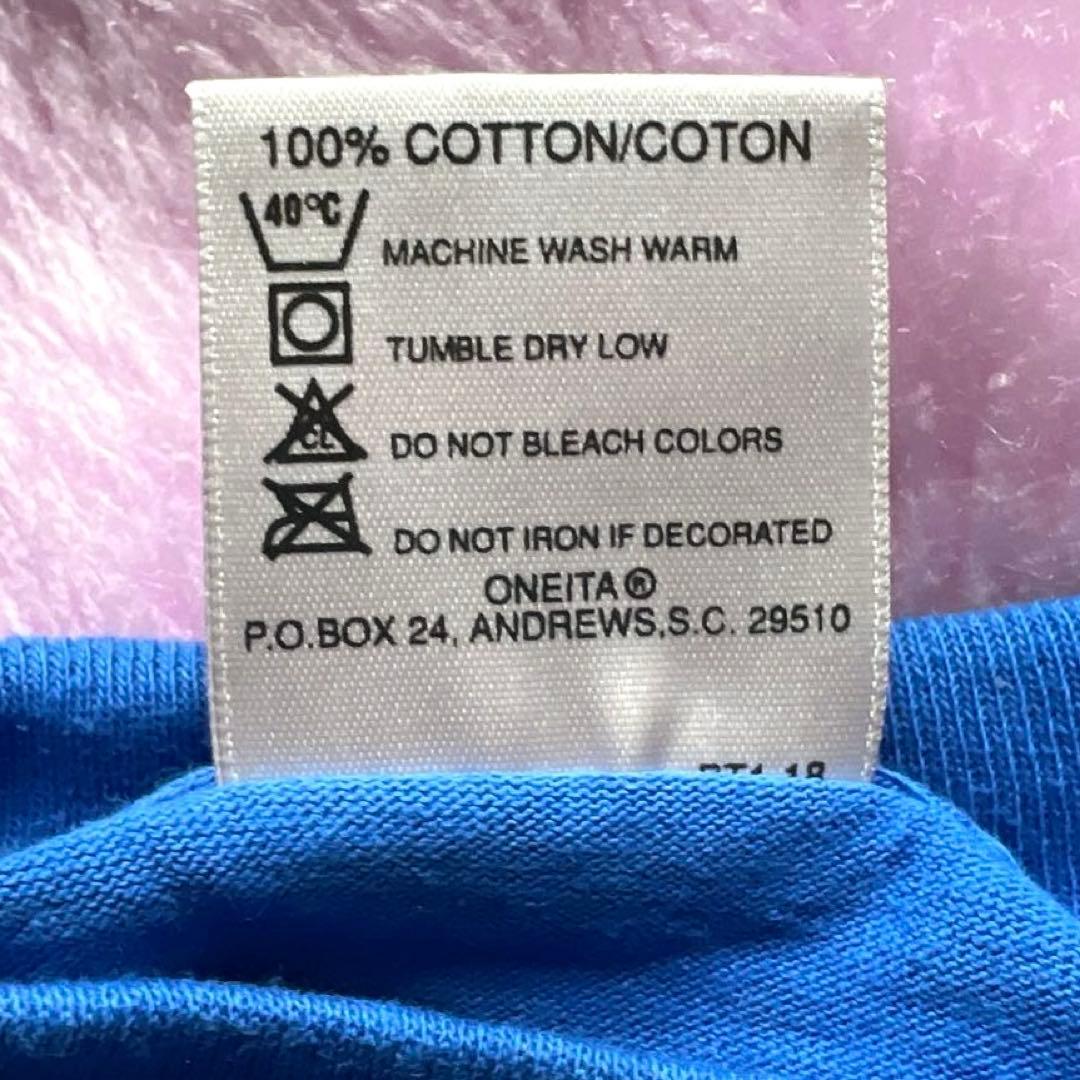 100% COTTON/COTON
40°C
MACHINE WASH WARM
TUMBLE DRY LOW
CL
DO NOT BLEACH COLORS
DO NOT IRON IF DECORATED
ONEITA®
P.O.BOX 24, ANDREWS,S.C. 29510